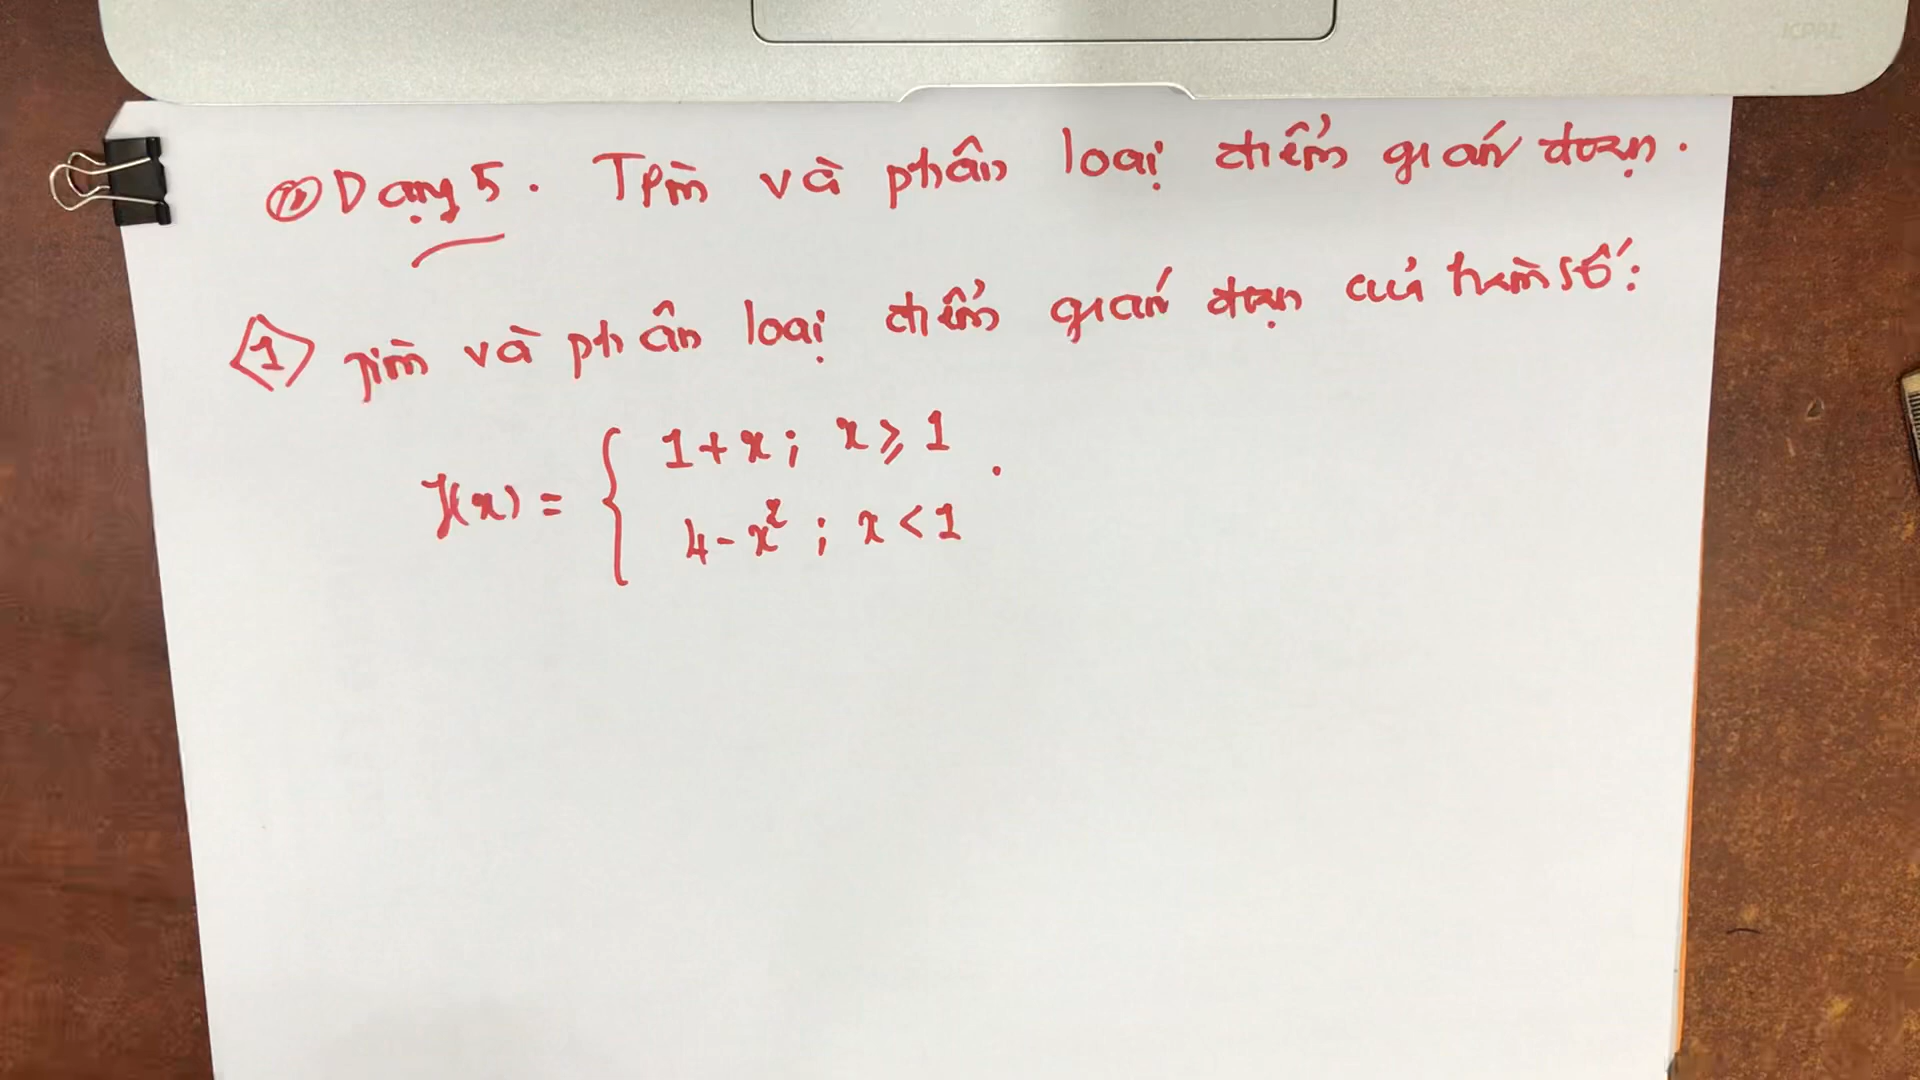 Dạng 5. Tìm và phân loại điểm gián đoạn.
1 Tìm và phân loại điểm gián đoạn của hàm số:
f(x) = { 1+x ; x ⩾ 1
4-x² ; x < 1 .